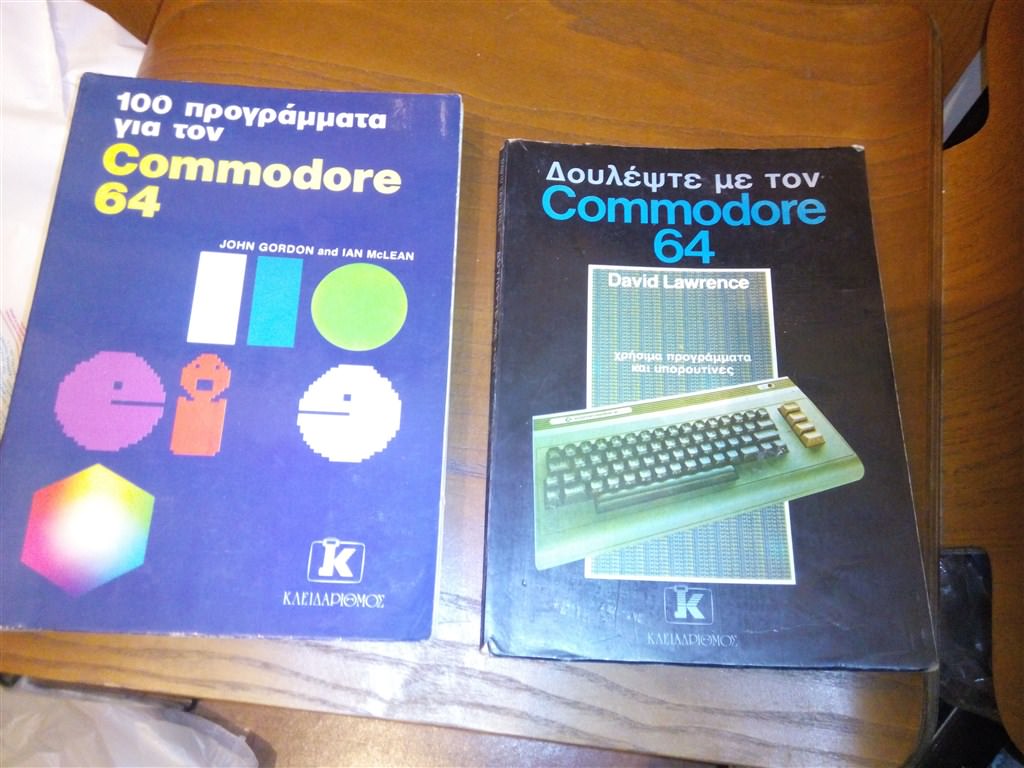 100 προγράμματα
για τον
Commodore
64
JOHN GORDON and IAN McLEAN
K
ΚΛΕΙΔΑΡΙΘΜΟΣ
Δουλέψτε με τον
Commodore
64
David Lawrence
χρήσιμα προγράμματα
και υπορουτίνες
K
ΚΛΕΙΔΑΡΙΘΜΟΣ